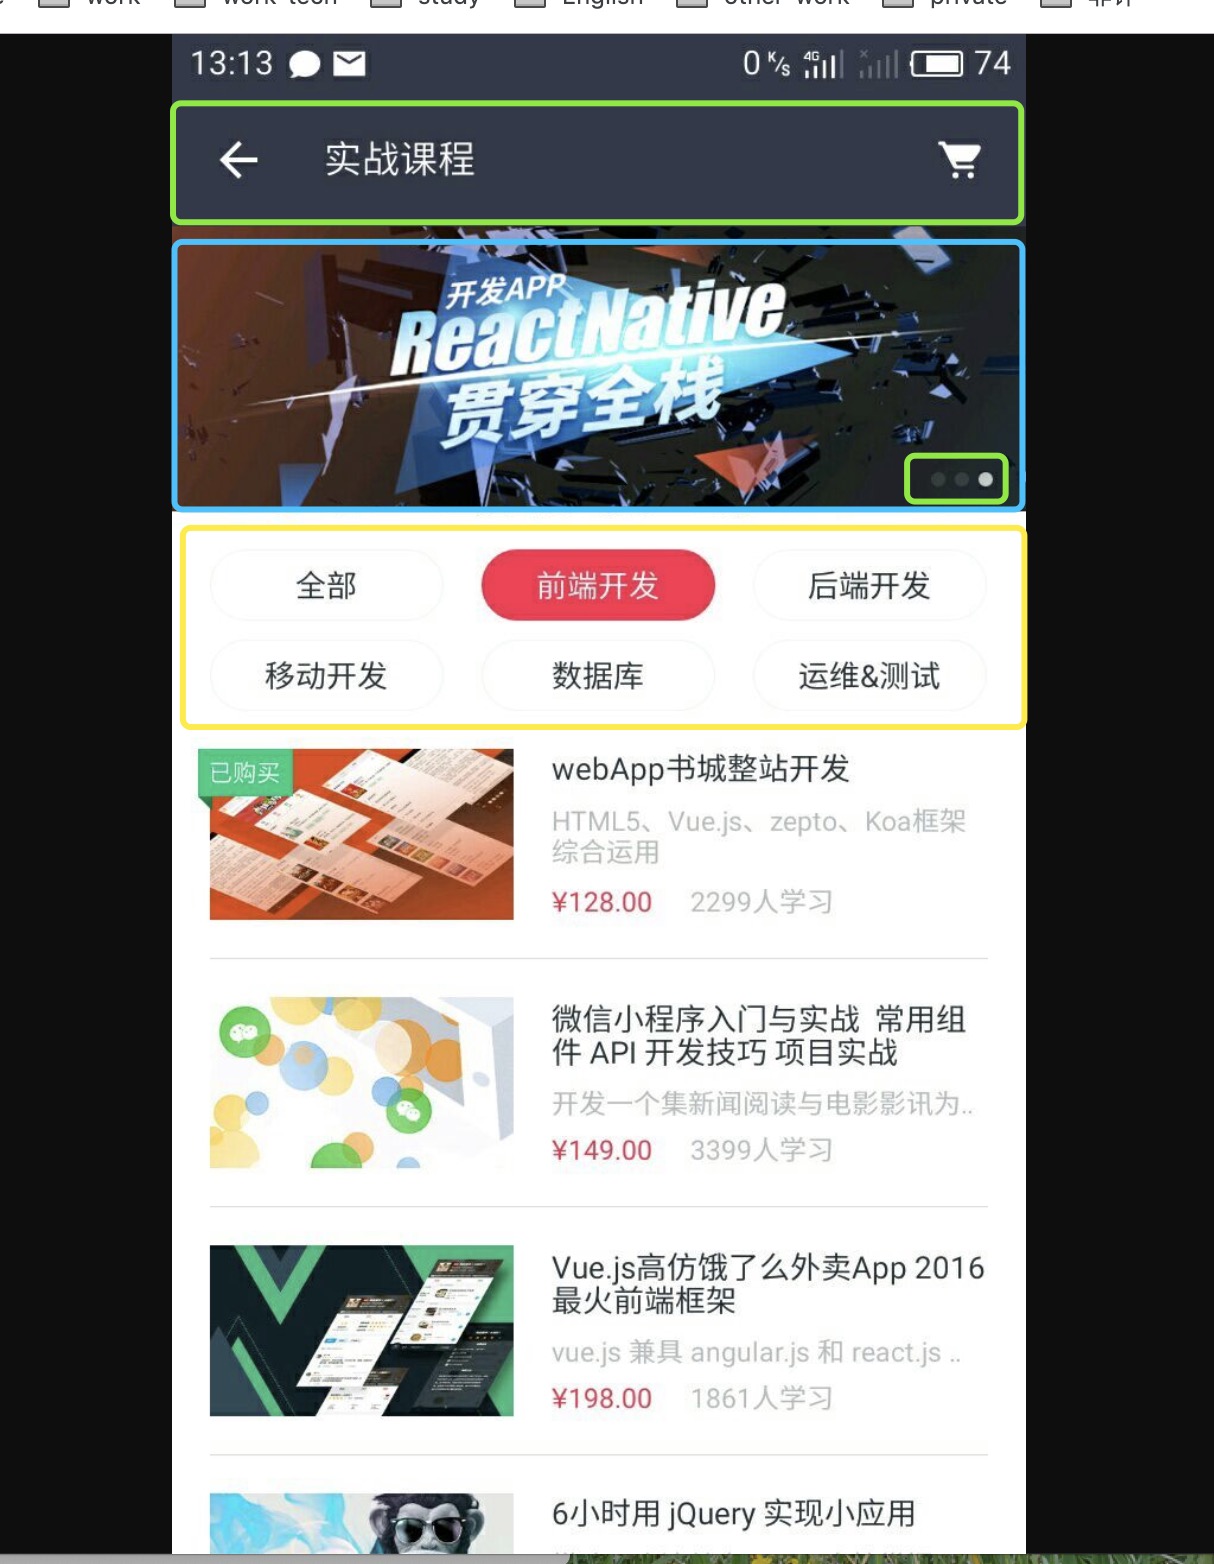 work
work-tech
study
English
other-work
private
13:13
0 K/s 4G 74
实战课程
开发APP
ReactNative
贯穿全栈
全部 前端开发 后端开发
移动开发 数据库 运维&测试
已购买
webApp书城整站开发
HTML5、Vue.js、zepto、Koa框架
综合运用
¥128.00 2299人学习
微信小程序入门与实战 常用组
件 API 开发技巧 项目实战
开发一个集新闻阅读与电影影讯为..
¥149.00 3399人学习
Vue.js高仿饿了么外卖App 2016
最火前端框架
vue.js 兼具 angular.js 和 react.js ..
¥198.00 1861人学习
6小时用 jQuery 实现小应用